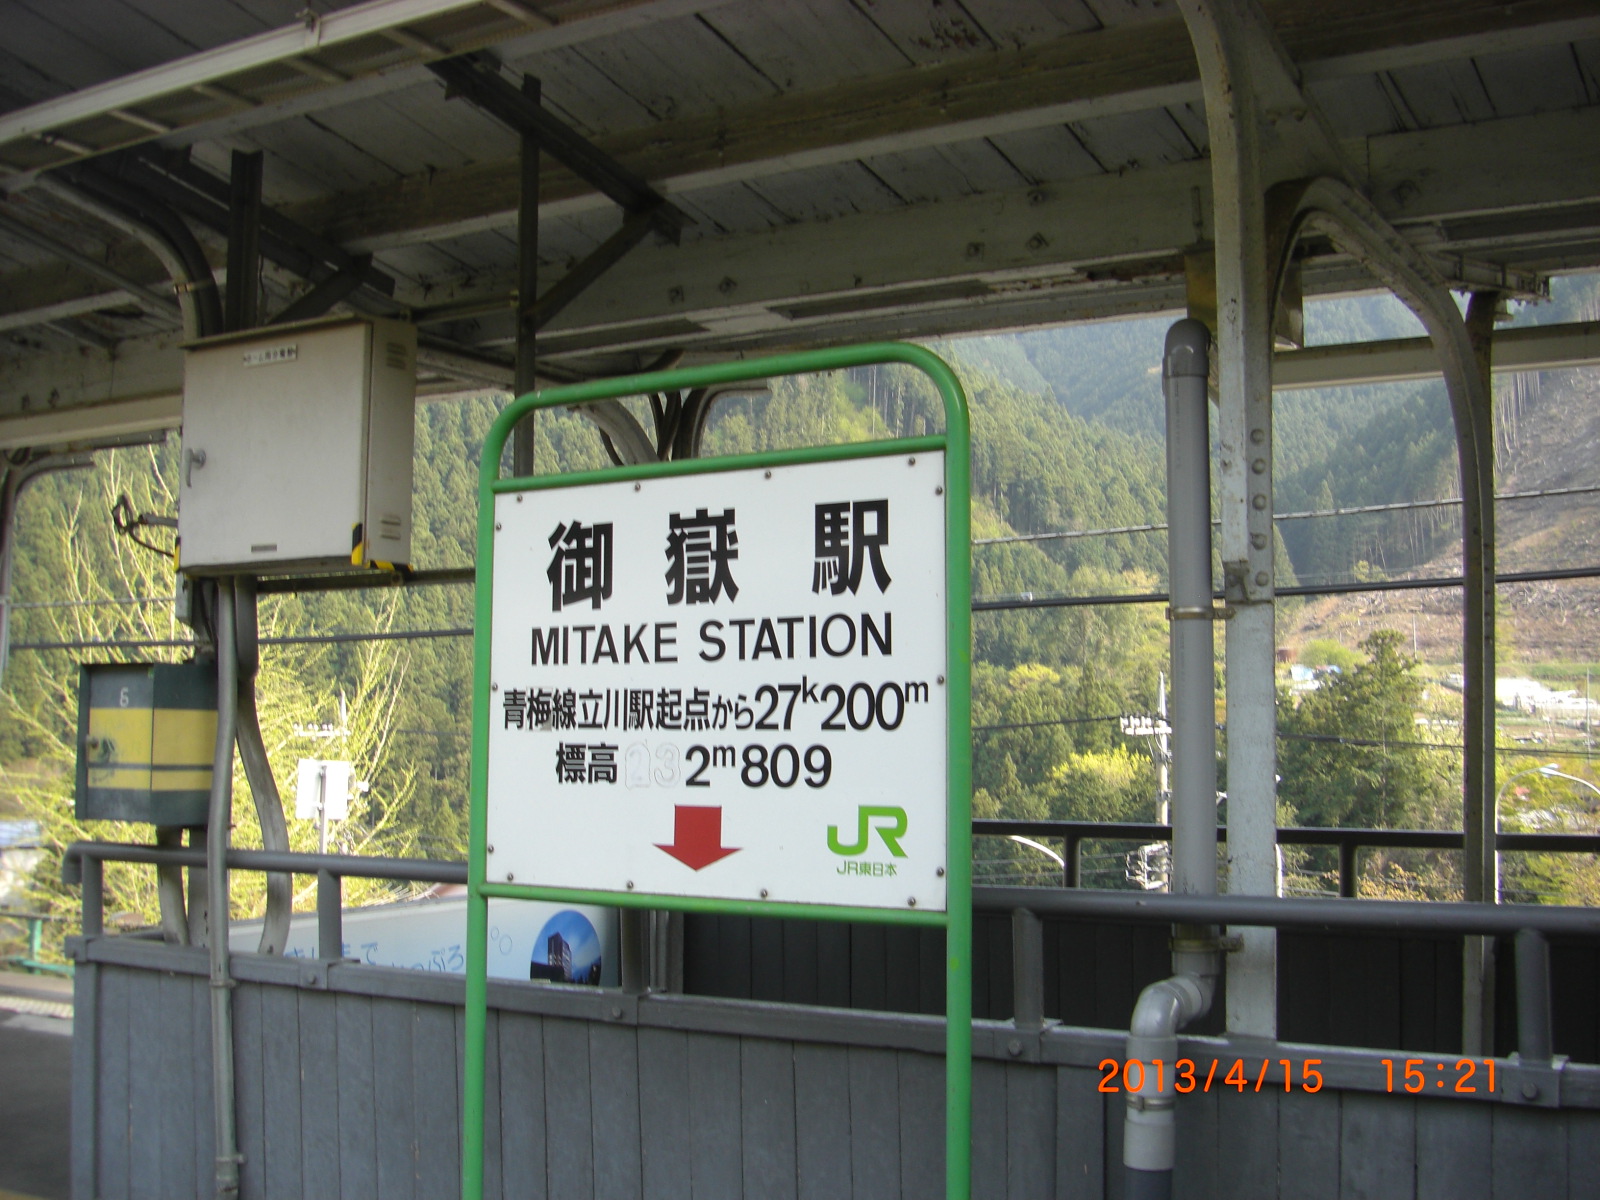 御嶽駅
MITAKE STATION
青梅線立川駅起点から27k200m
標高232m809
JR
JR東日本
6
2013/4/15 15:21